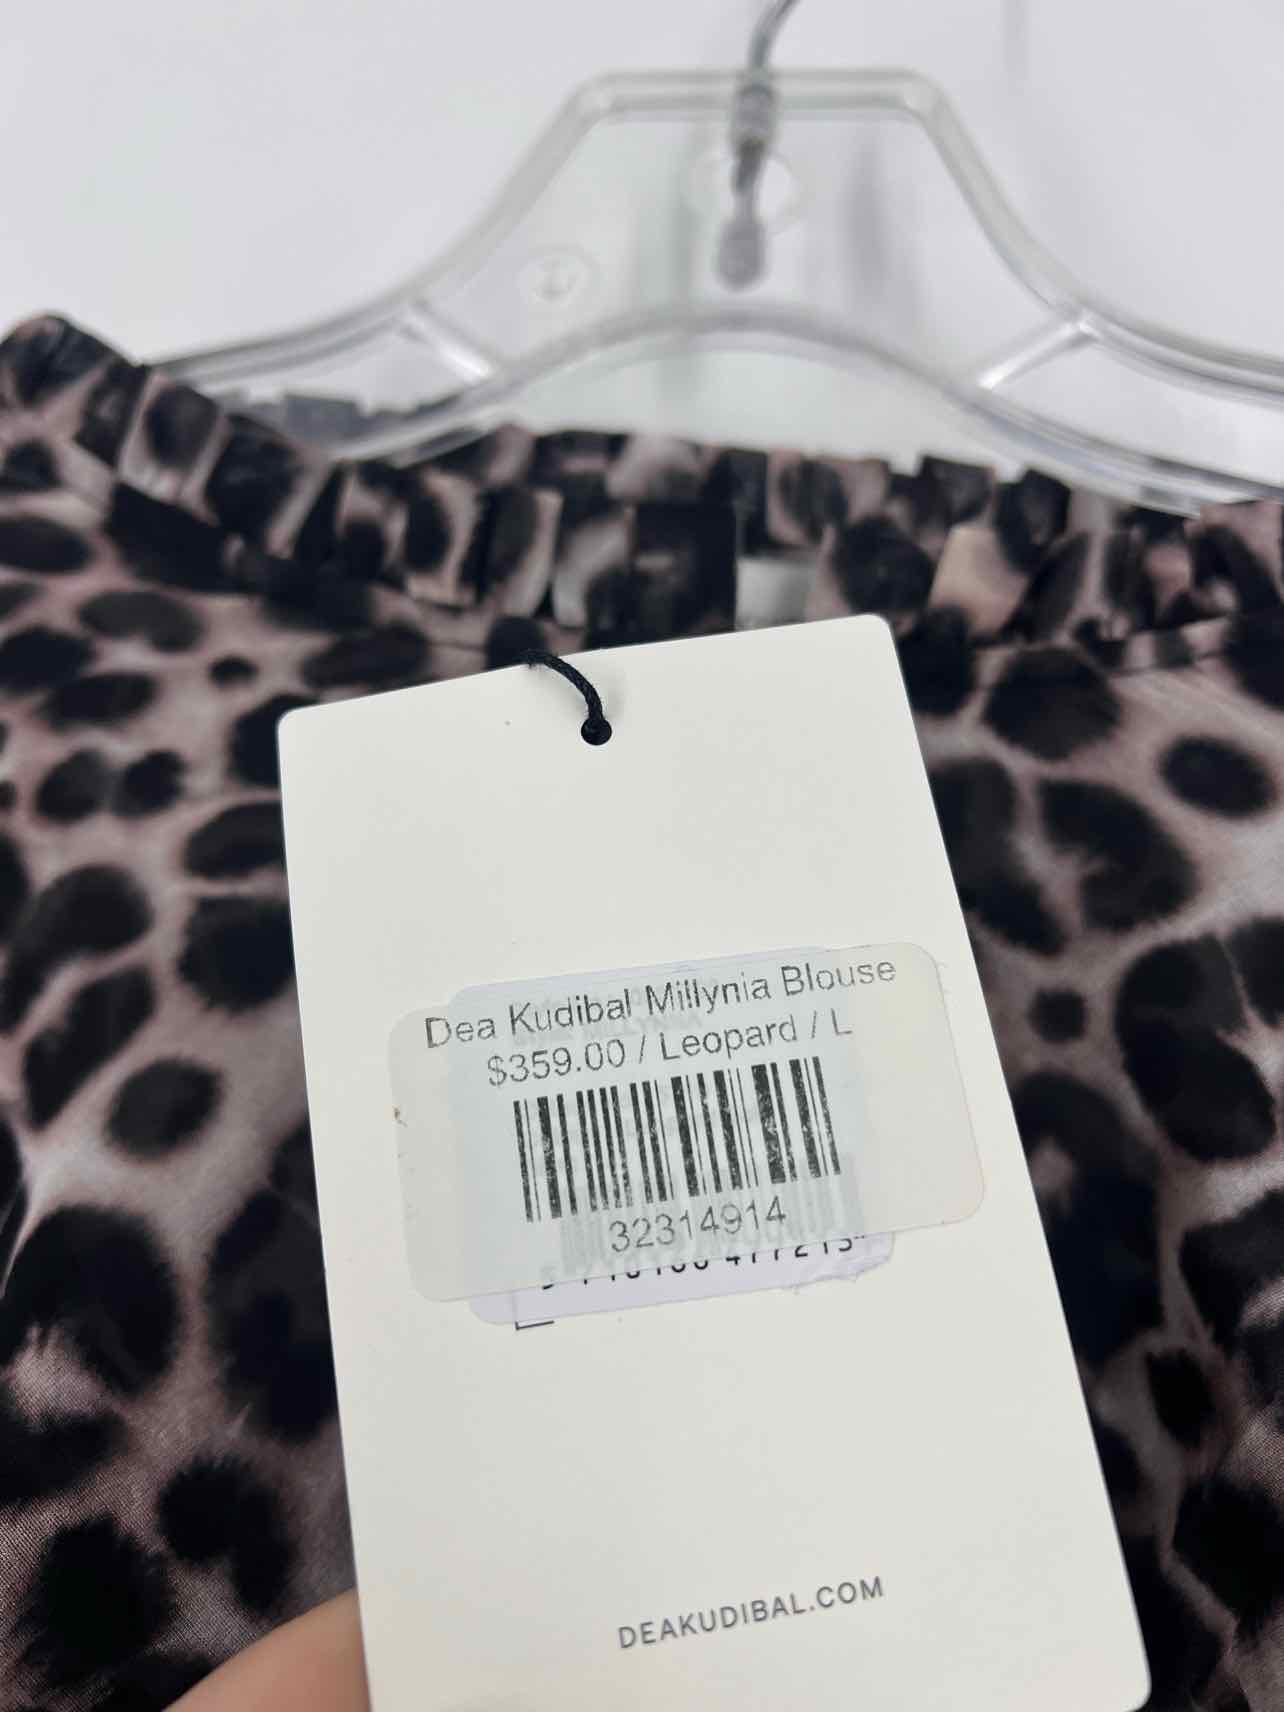 Dea Kudibal Millynia Blouse
$359.00 / Leopard / L
32314914
DEAKUDIBAL.COM